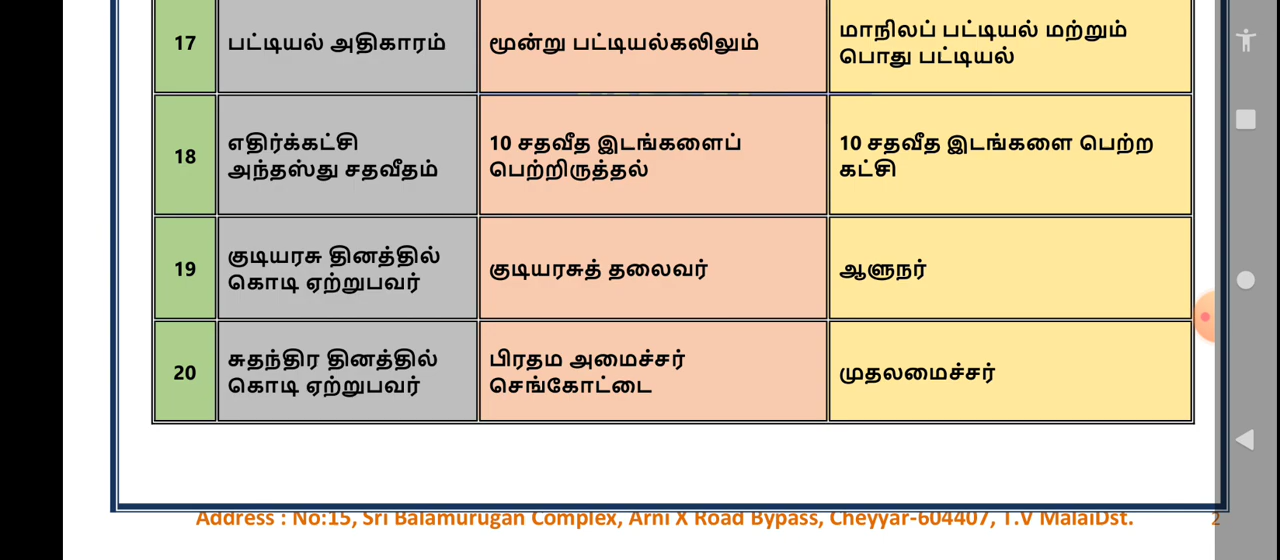 17
பட்டியல் அதிகாரம்
மூன்று பட்டியல்கலிலும்
மாநிலப் பட்டியல் மற்றும்
பொது பட்டியல்
18
எதிர்க்கட்சி
அந்தஸ்து சதவீதம்
10 சதவீத இடங்களைப்
பெற்றிருத்தல்
10 சதவீத இடங்களை பெற்ற
கட்சி
19
குடியரசு தினத்தில்
கொடி ஏற்றுபவர்
குடியரசுத் தலைவர்
ஆளுநர்
20
சுதந்திர தினத்தில்
கொடி ஏற்றுபவர்
பிரதம அமைச்சர்
செங்கோட்டை
முதலமைச்சர்
Address : No:15, Sri Balamurugan Complex, Arni X Road Bypass, Cheyyar-604407, T.V MalaiDst.
2